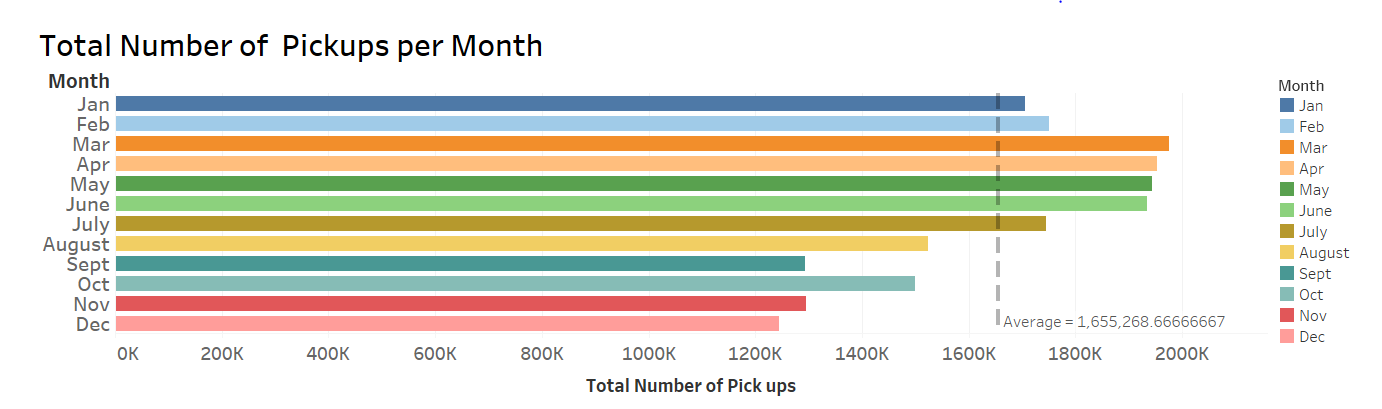 Total Number of  Pickups per Month
Month
Jan
Feb
Mar
Apr
May
June
July
August
Sept
Oct
Nov
Dec
Average = 1,655,268.66666667
0K 200K 400K 600K 800K 1000K 1200K 1400K 1600K 1800K 2000K
Total Number of Pick ups
Month
Jan
Feb
Mar
Apr
May
June
July
August
Sept
Oct
Nov
Dec